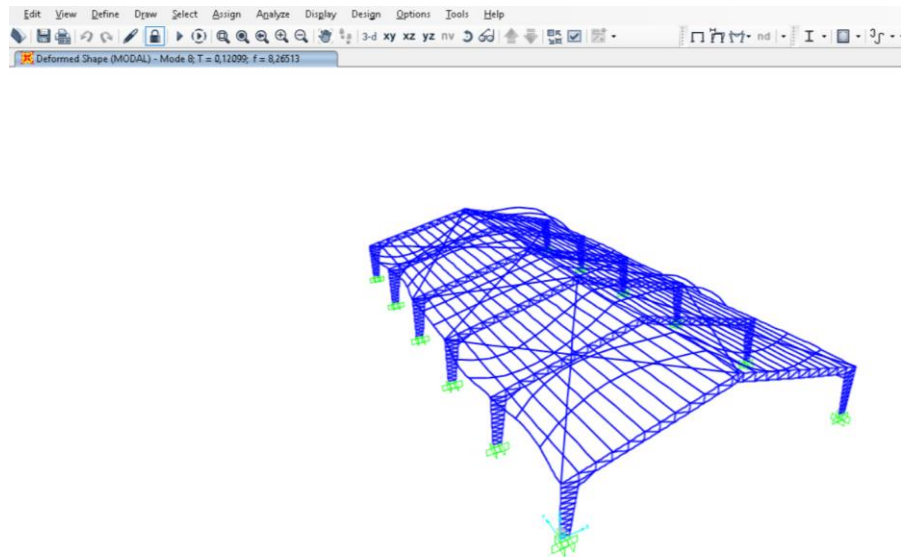 Edit View Define Draw Select Assign Analyze Display Design Options Tools Help
3-d xy xz yz nv nd
Deformed Shape (MODAL) - Mode 8; T = 0,12099; f = 8,26513